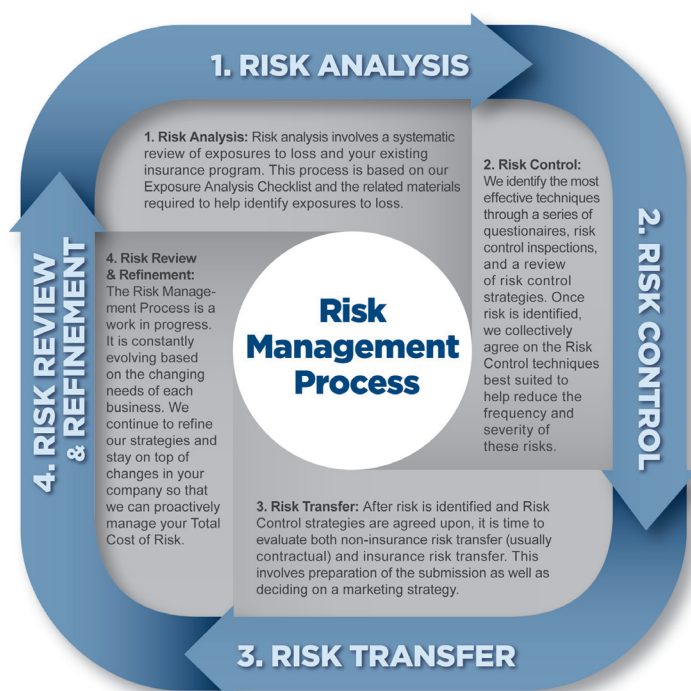 1. RISK ANALYSIS
1. Risk Analysis: Risk analysis involves a systematic
review of exposures to loss and your existing
insurance program. This process is based on our
Exposure Analysis Checklist and the related materials
required to help identify exposures to loss.
2. RISK CONTROL
2. Risk Control:
We identify the most
effective techniques
through a series of
questionaires, risk
control inspections,
and a review
of risk control
strategies. Once
risk is identified,
we collectively
agree on the Risk
Control techniques
best suited to
help reduce the
frequency and
severity of
these risks.
Risk
Management
Process
3. Risk Transfer: After risk is identified and Risk
Control strategies are agreed upon, it is time to
evaluate both non-insurance risk transfer (usually
contractual) and insurance risk transfer. This
involves preparation of the submission as well as
deciding on a marketing strategy.
3. RISK TRANSFER
4. RISK REVIEW
& REFINEMENT
4. Risk Review
& Refinement:
The Risk Manage-
ment Process is a
work in progress.
It is constantly
evolving based
on the changing
needs of each
business. We
continue to refine
our strategies and
stay on top of
changes in your
company so that
we can proactively
manage your Total
Cost of Risk.